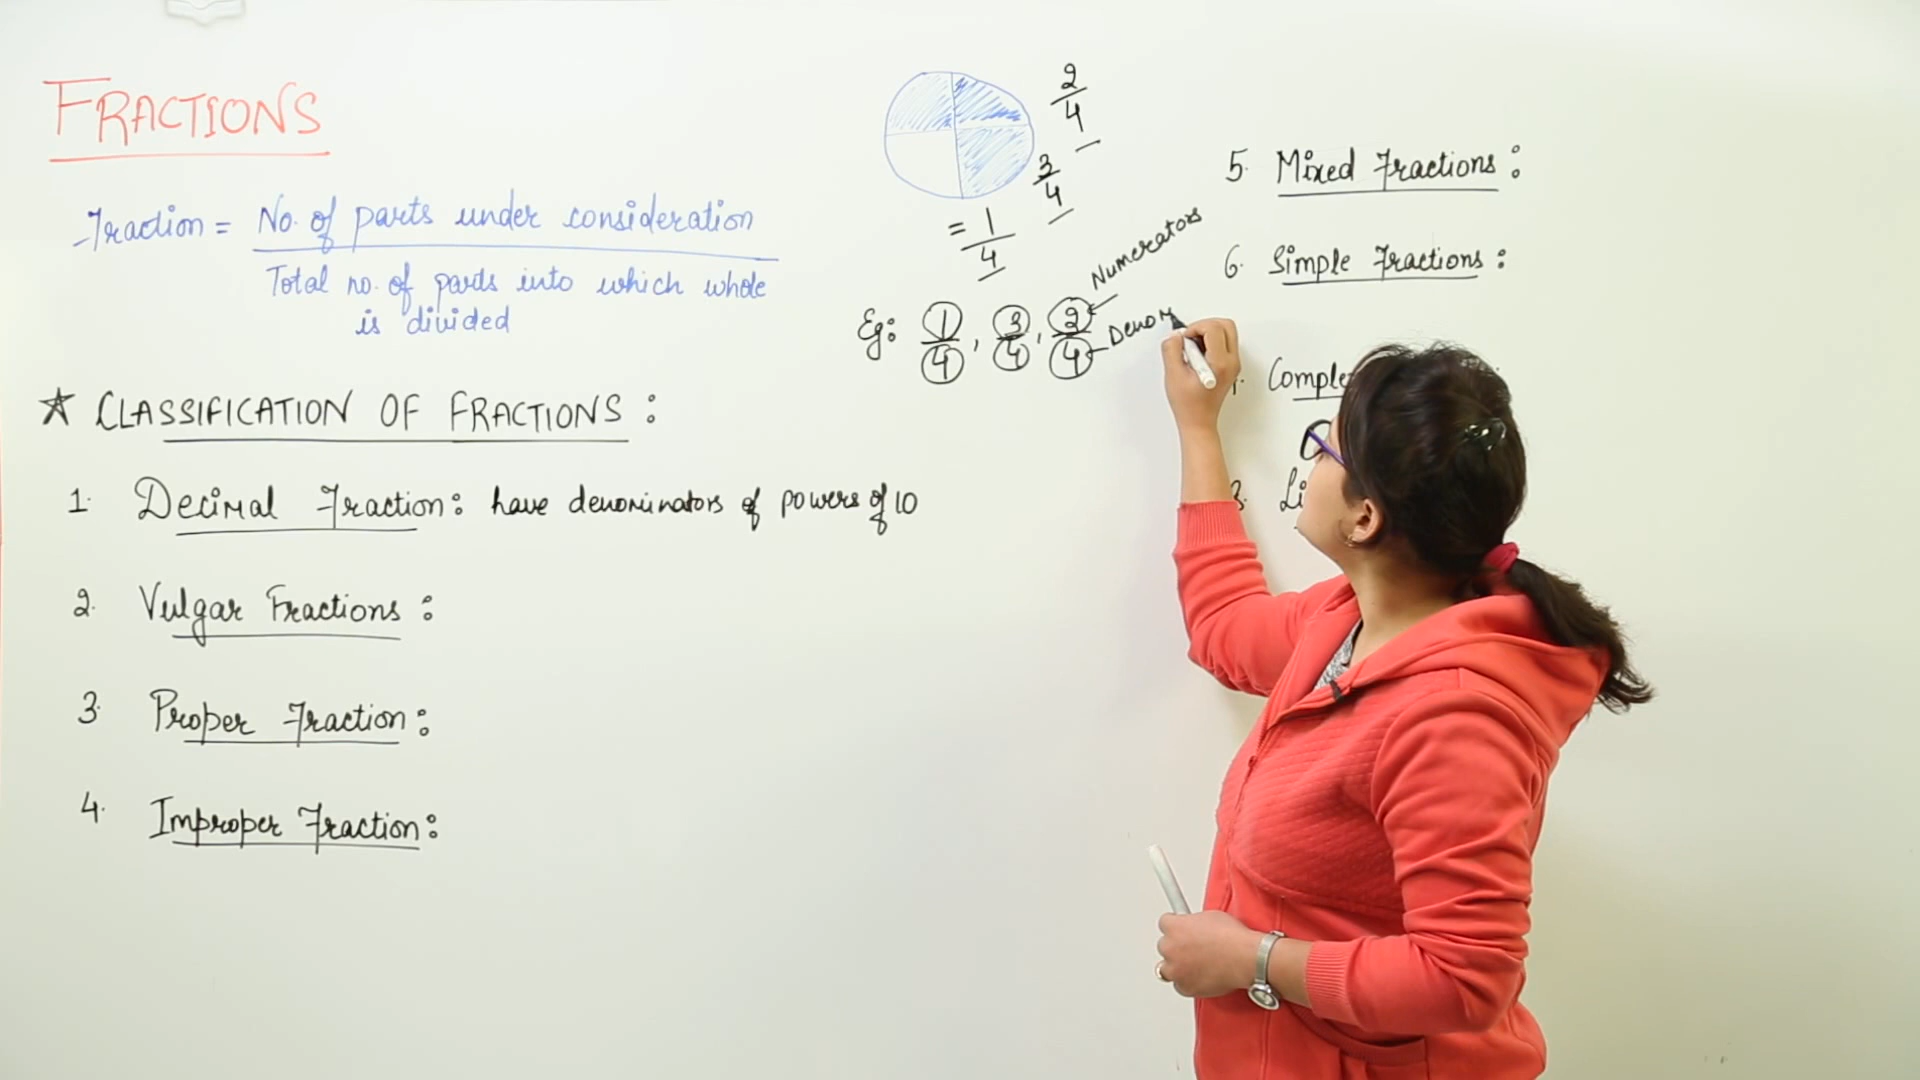 FRACTIONS
Fraction = No. of parts under consideration
Total no. of parts into which whole
is divided
2
4
3
4
= 1
4
Numerators
Eg: 1/4, 3/4, 2/4
Denom
★ CLASSIFICATION OF FRACTIONS :
1. Decimal Fraction: have denominators of powers of 10
2. Vulgar Fractions :
3. Proper Fraction:
4. Improper Fraction:
5. Mixed Fractions :
6. Simple Fractions :